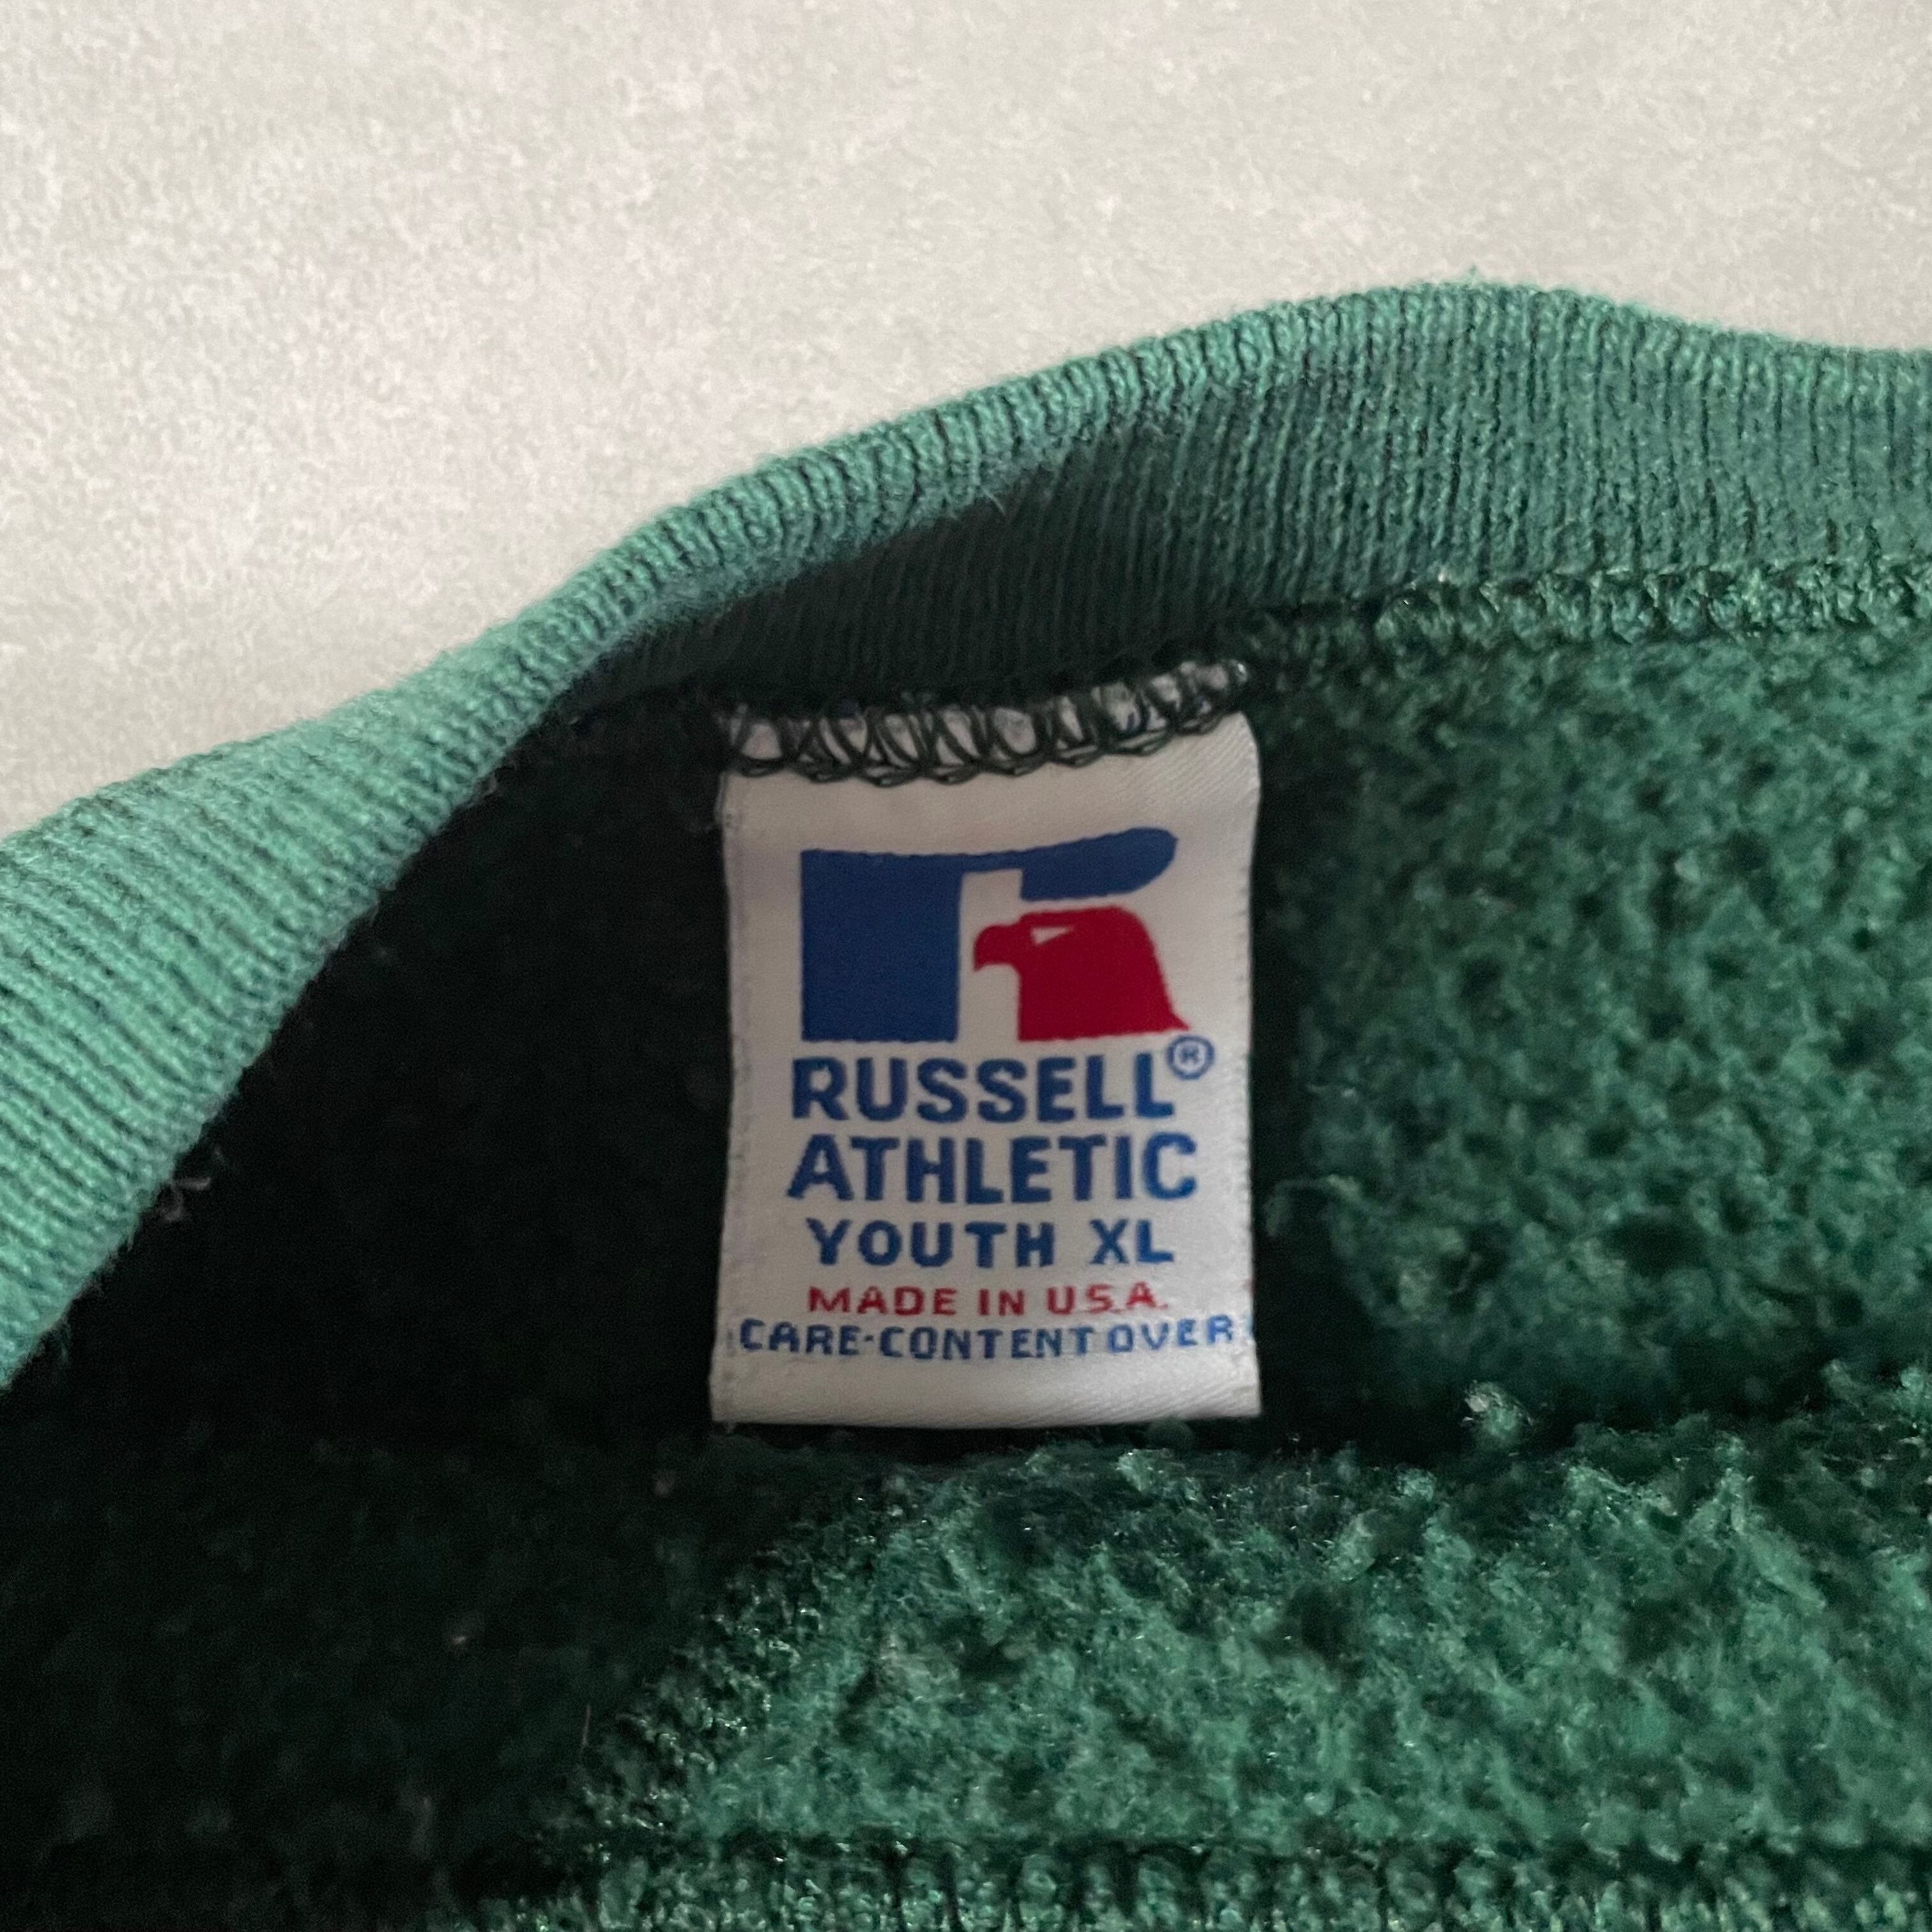 RUSSELL®
ATHLETIC
YOUTH XL
MADE IN U.S.A.
CARE-CONTENT OVER